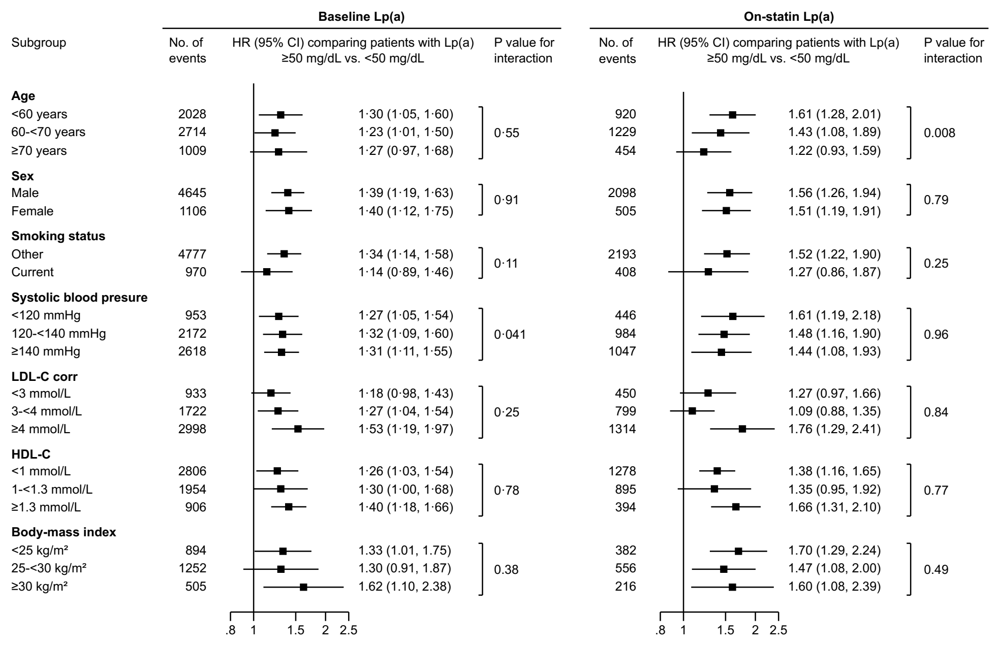 Baseline Lp(a) On-statin Lp(a)
Subgroup No. of HR (95% CI) comparing patients with Lp(a) P value for No. of HR (95% CI) comparing patients with Lp(a) P value for
events ≥50 mg/dL vs. <50 mg/dL interaction events ≥50 mg/dL vs. <50 mg/dL interaction
Age
<60 years 2028 1·30 (1·05, 1·60) 920 1.61 (1.28, 2.01)
60-<70 years 2714 1·23 (1·01, 1·50) 0·55 1229 1.43 (1.08, 1.89) 0.008
≥70 years 1009 1·27 (0·97, 1·68) 454 1.22 (0.93, 1.59)
Sex
Male 4645 1·39 (1·19, 1·63) 2098 1.56 (1.26, 1.94)
0·91 0.79
Female 1106 1·40 (1·12, 1·75) 505 1.51 (1.19, 1.91)
Smoking status
Other 4777 1·34 (1·14, 1·58) 2193 1.52 (1.22, 1.90)
0·11 0.25
Current 970 1·14 (0·89, 1·46) 408 1.27 (0.86, 1.87)
Systolic blood presure
<120 mmHg 953 1·27 (1·05, 1·54) 446 1.61 (1.19, 2.18)
120-<140 mmHg 2172 1·32 (1·09, 1·60) 0·041 984 1.48 (1.16, 1.90) 0.96
≥140 mmHg 2618 1·31 (1·11, 1·55) 1047 1.44 (1.08, 1.93)
LDL-C corr
<3 mmol/L 933 1·18 (0·98, 1·43) 450 1.27 (0.97, 1.66)
3-<4 mmol/L 1722 1·27 (1·04, 1·54) 0·25 799 1.09 (0.88, 1.35) 0.84
≥4 mmol/L 2998 1·53 (1·19, 1·97) 1314 1.76 (1.29, 2.41)
HDL-C
<1 mmol/L 2806 1·26 (1·03, 1·54) 1278 1.38 (1.16, 1.65)
1-<1.3 mmol/L 1954 1·30 (1·00, 1·68) 0·78 895 1.35 (0.95, 1.92) 0.77
≥1.3 mmol/L 906 1·40 (1·18, 1·66) 394 1.66 (1.31, 2.10)
Body-mass index
<25 kg/m² 894 1.33 (1.01, 1.75) 382 1.70 (1.29, 2.24)
25-<30 kg/m² 1252 1.30 (0.91, 1.87) 0.38 556 1.47 (1.08, 2.00) 0.49
≥30 kg/m² 505 1.62 (1.10, 2.38) 216 1.60 (1.08, 2.39)
.8 1 1.5 2 2.5 .8 1 1.5 2 2.5